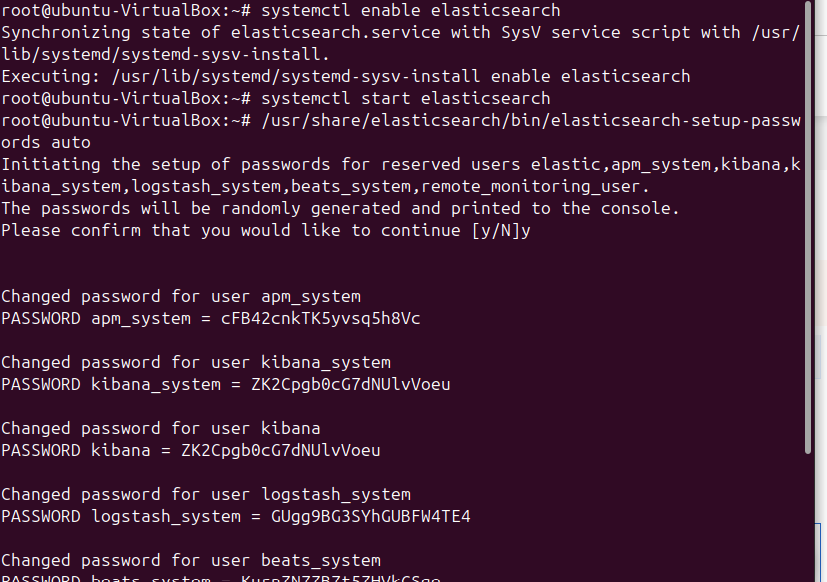 root@ubuntu-VirtualBox:~# systemctl enable elasticsearch
Synchronizing state of elasticsearch.service with SysV service script with /usr/
lib/systemd/systemd-sysv-install.
Executing: /usr/lib/systemd/systemd-sysv-install enable elasticsearch
root@ubuntu-VirtualBox:~# systemctl start elasticsearch
root@ubuntu-VirtualBox:~# /usr/share/elasticsearch/bin/elasticsearch-setup-passw
ords auto
Initiating the setup of passwords for reserved users elastic,apm_system,kibana,k
ibana_system,logstash_system,beats_system,remote_monitoring_user.
The passwords will be randomly generated and printed to the console.
Please confirm that you would like to continue [y/N]y
Changed password for user apm_system
PASSWORD apm_system = cFB42cnkTK5yvsq5h8Vc
Changed password for user kibana_system
PASSWORD kibana_system = ZK2Cpgb0cG7dNUlvVoeu
Changed password for user kibana
PASSWORD kibana = ZK2Cpgb0cG7dNUlvVoeu
Changed password for user logstash_system
PASSWORD logstash_system = GUgg9BG3SYhGUBFW4TE4
Changed password for user beats_system
PASSWORD beats_system =